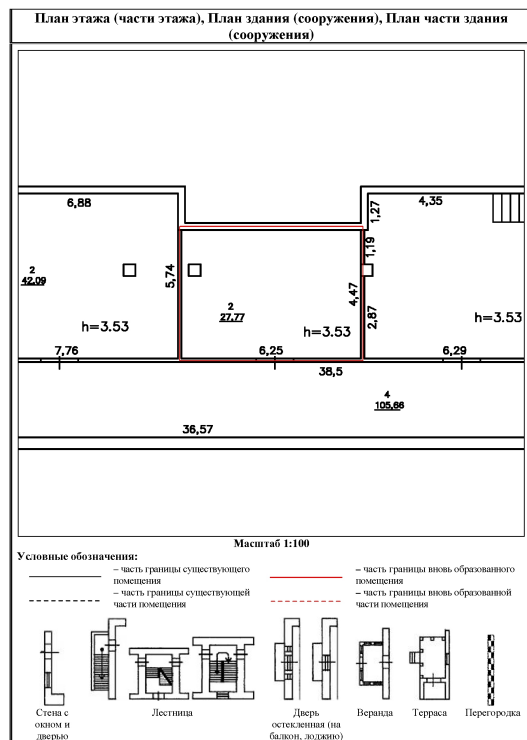 План этажа (части этажа), План здания (сооружения), План части здания
(сооружения)
6,88
4,35
1,27
1,19
2
42.09
5,74
2
27.77
4,47
2,87
h=3.53
h=3.53
h=3.53
7,76
6,25
6,29
38,5
4
105.66
36,57
Масштаб 1:100
Условные обозначения:
– часть границы существующего
помещения
– часть границы вновь образованного
помещения
– часть границы существующей
части помещения
– часть границы вновь образованной
части помещения
Стена с
окном и
дверью
Лестница
Дверь
остекленная (на
балкон, лоджию)
Веранда
Терраса
Перегородка